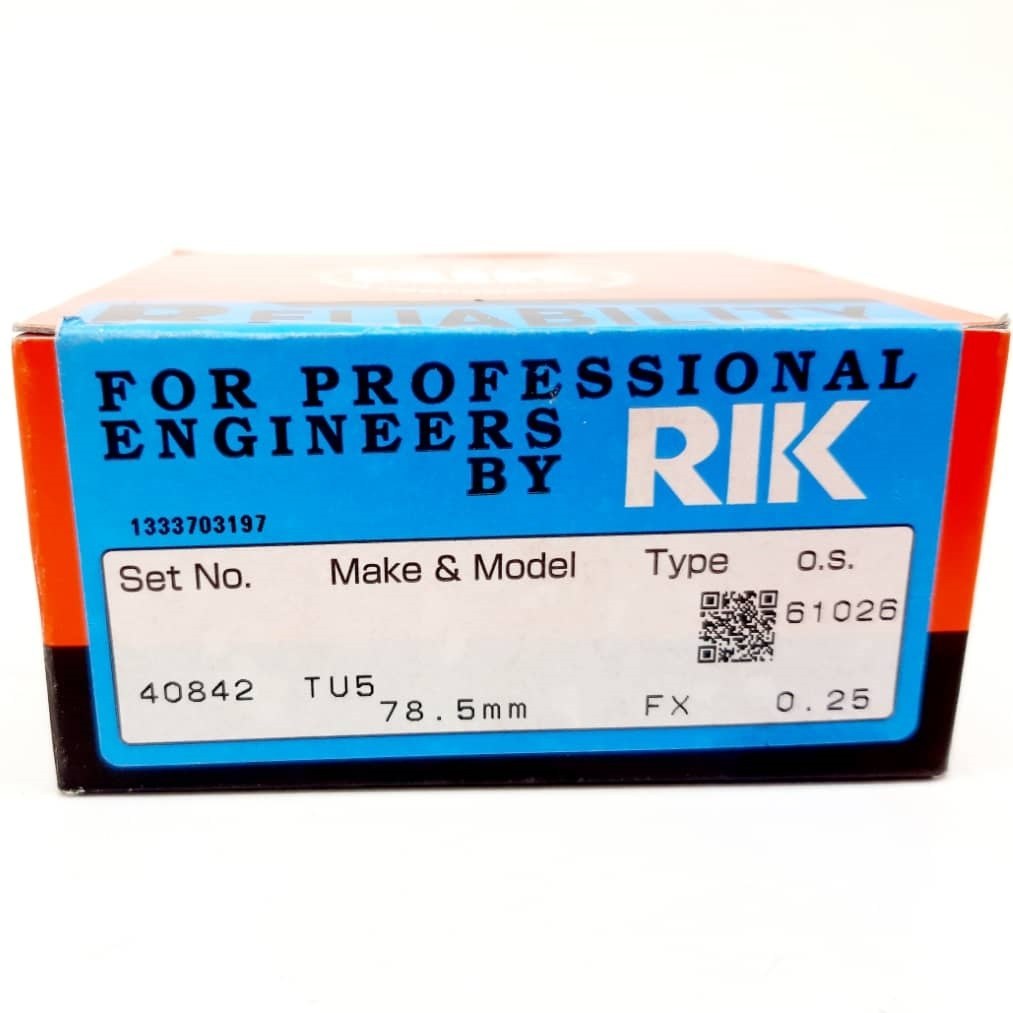 RELIABILITY
FOR PROFESSIONAL
ENGINEERS
BY RIK
1333703197
Set No. Make & Model Type O.S.
61026
40842 TU5 78.5mm FX 0.25